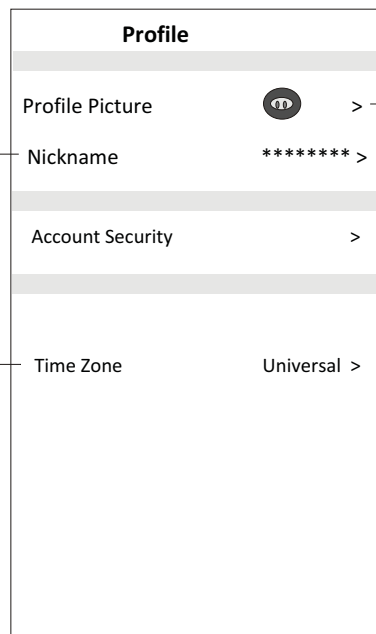 Profile
Profile Picture >
Nickname ******** >
Account Security >
Time Zone Universal >